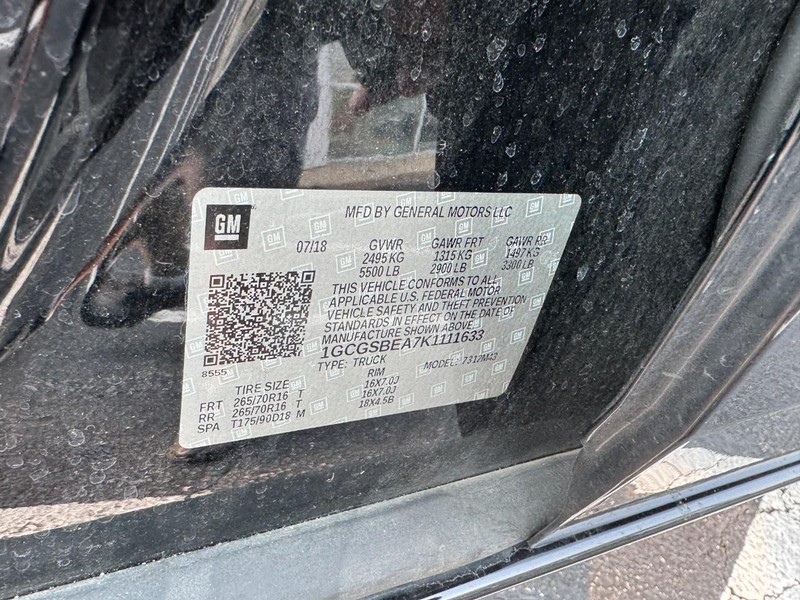 GM
MFD BY GENERAL MOTORS LLC
07/18 GVWR GAWR FRT GAWR RR
2495 KG 1315 KG 1497 KG
5500 LB 2900 LB 3300 LB
THIS VEHICLE CONFORMS TO ALL
APPLICABLE U.S. FEDERAL MOTOR
VEHICLE SAFETY AND THEFT PREVENTION
STANDARDS IN EFFECT ON THE DATE OF
MANUFACTURE SHOWN ABOVE.
1GCGSBEA7K1111633
8555 TYPE: TRUCK MODEL: 7312M43
TIRE SIZE RIM
FRT 265/70R16 T 16X7.0J
RR 265/70R16 T 16X7.0J
SPA T175/90D18 M 18X4.5B